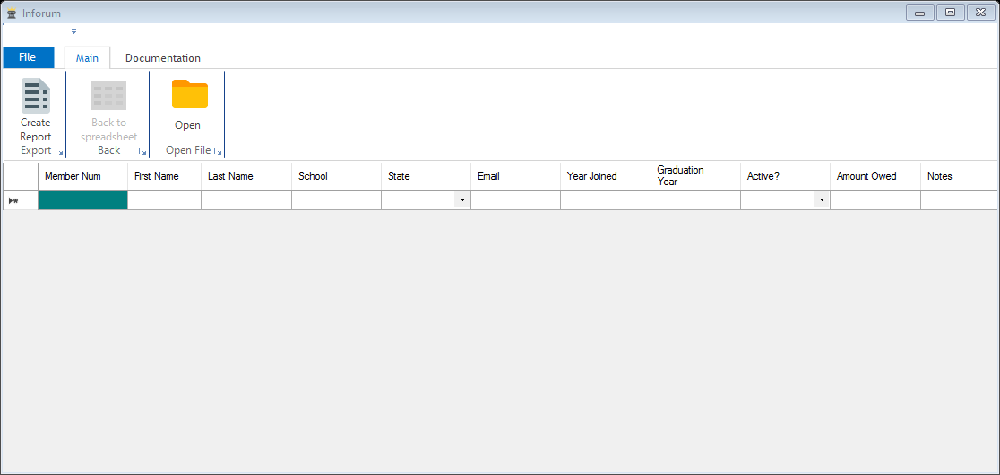 Inforum
File Main Documentation
Create Report
Back to spreadsheet
Open
Export Back Open File
Member Num First Name Last Name School State Email Year Joined Graduation Year Active? Amount Owed Notes